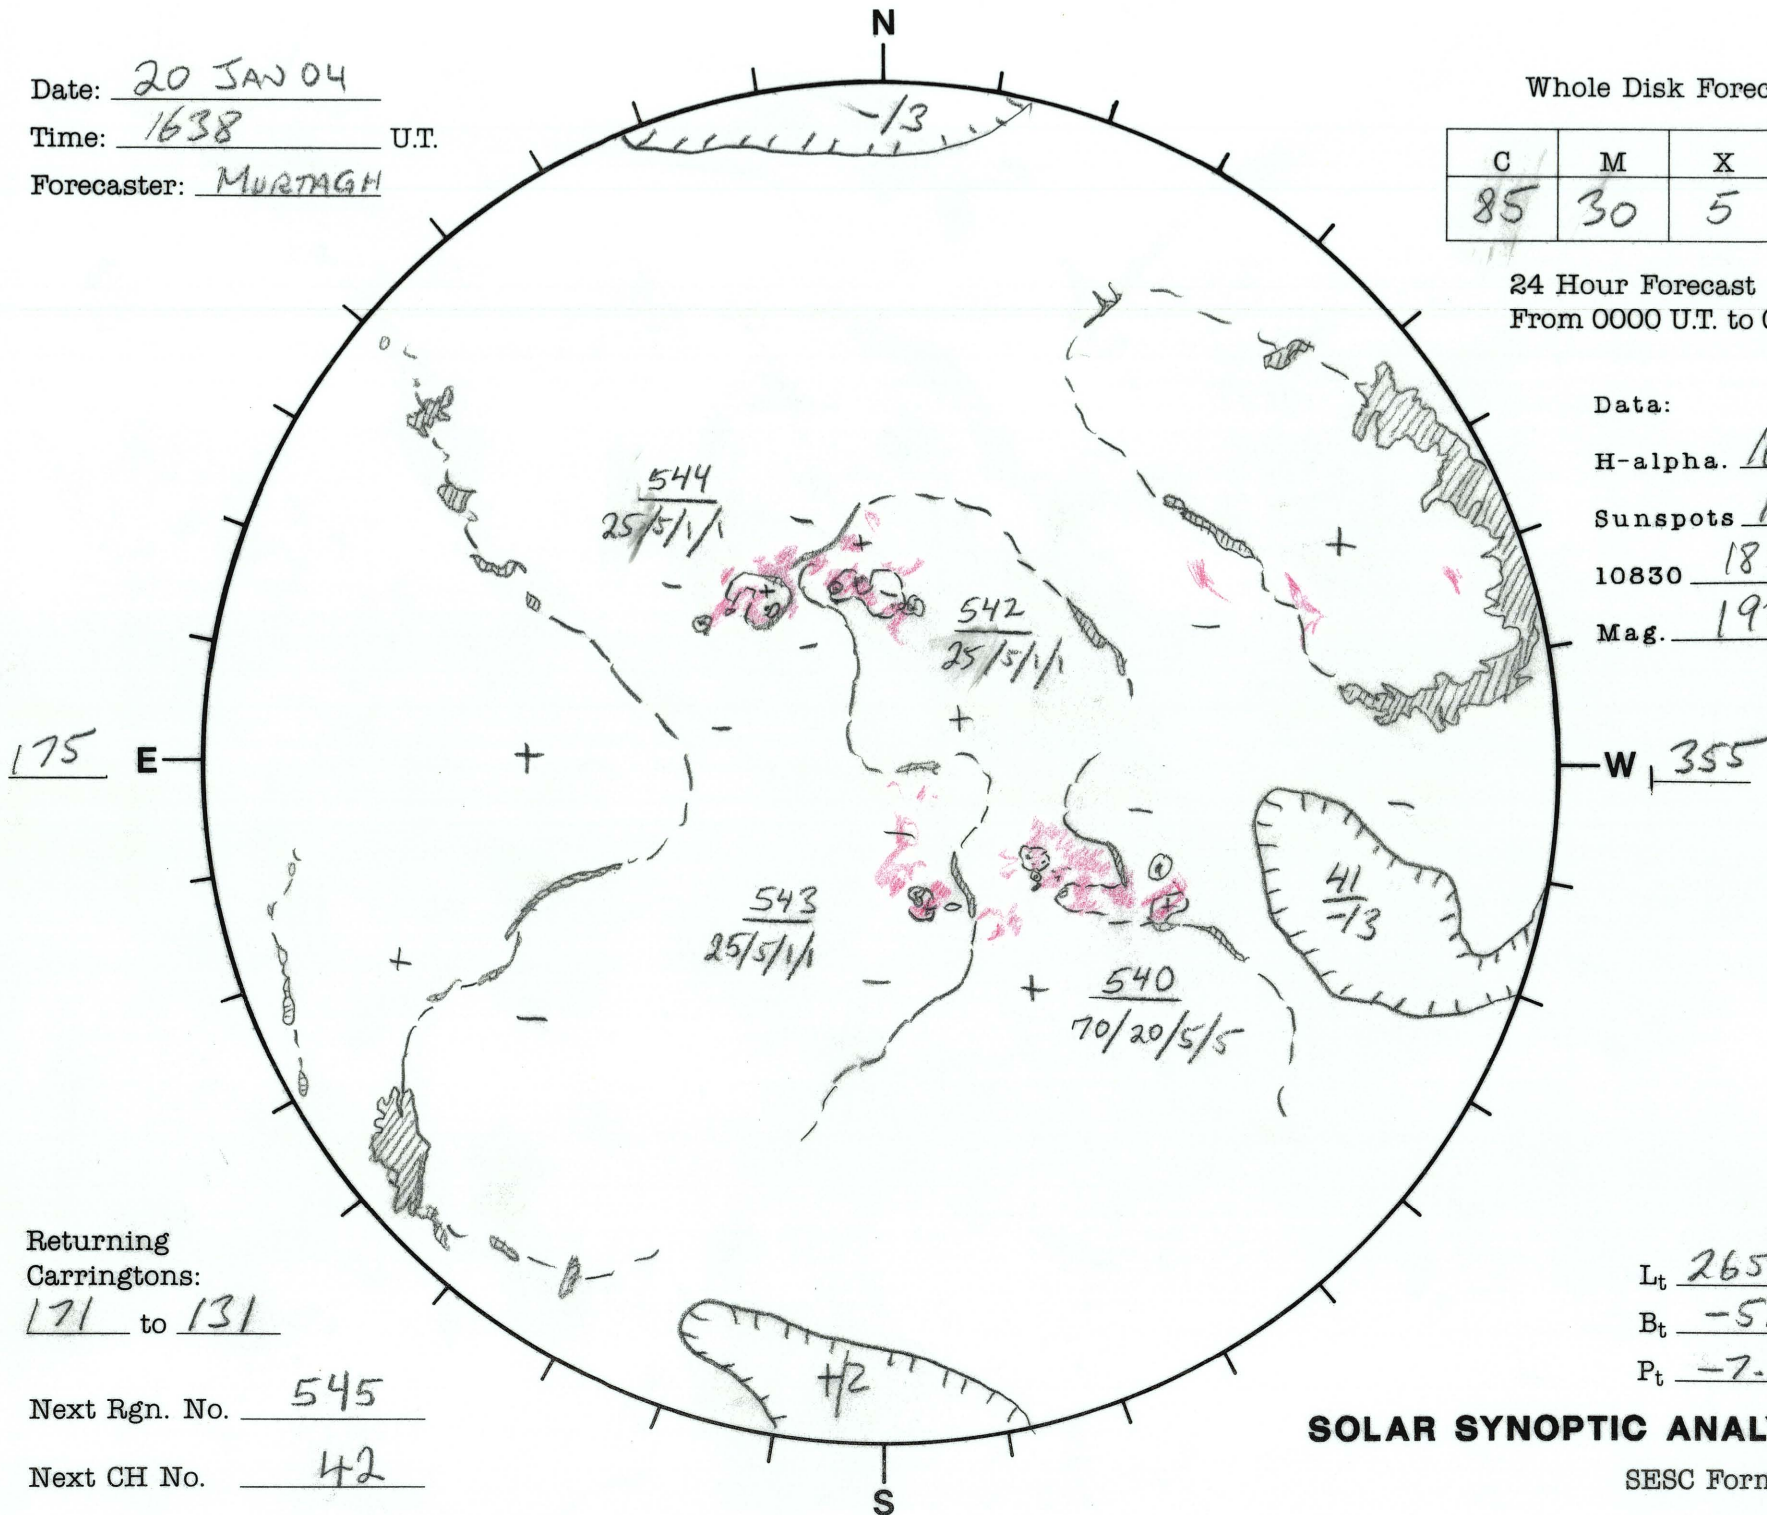 N
Date: 20 JAN 04
Time: 1638 U.T.
Forecaster: MURTAGH
-/3
Whole Disk Forec
C M X
85 30 5
24 Hour Forecast
From 0000 U.T. to
Data:
H-alpha.
Sunspots
10830 18
Mag. 19
544
25/5/1/1
+
-
-
+
-
542
25/5/1/1
+
-
-
+
-
+
175 E
W 355
+
-
-
-
-
+
41
-/3
543
25/5/1/1
+
-
+
540
70/20/5/5
-
Returning
Carringtons:
171 to 131
Next Rgn. No. 545
Next CH No. 42
+/2
Lt 265
Bt -5.
Pt -7.
SOLAR SYNOPTIC ANAL
SESC Form
S